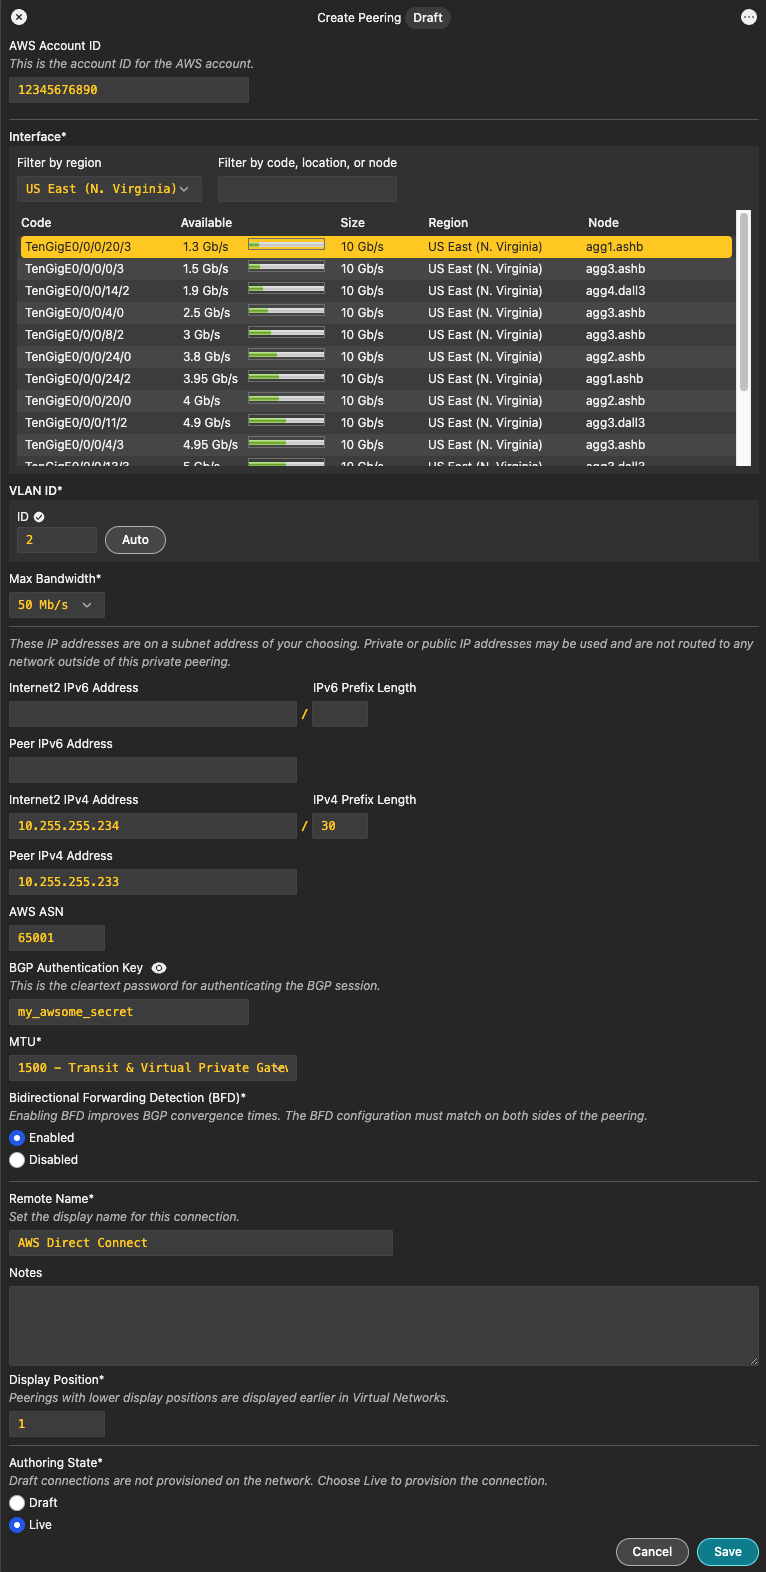 Create Peering Draft
AWS Account ID
This is the account ID for the AWS account.
12345676890
Interface*
Filter by region Filter by code, location, or node
US East (N. Virginia)
Code Available Size Region Node
TenGigE0/0/0/20/3 1.3 Gb/s 10 Gb/s US East (N. Virginia) agg1.ashb
TenGigE0/0/0/0/3 1.5 Gb/s 10 Gb/s US East (N. Virginia) agg3.ashb
TenGigE0/0/0/14/2 1.9 Gb/s 10 Gb/s US East (N. Virginia) agg4.dall3
TenGigE0/0/0/4/0 2.5 Gb/s 10 Gb/s US East (N. Virginia) agg3.ashb
TenGigE0/0/0/8/2 3 Gb/s 10 Gb/s US East (N. Virginia) agg3.ashb
TenGigE0/0/0/24/0 3.8 Gb/s 10 Gb/s US East (N. Virginia) agg2.ashb
TenGigE0/0/0/24/2 3.95 Gb/s 10 Gb/s US East (N. Virginia) agg1.ashb
TenGigE0/0/0/20/0 4 Gb/s 10 Gb/s US East (N. Virginia) agg2.ashb
TenGigE0/0/0/11/2 4.9 Gb/s 10 Gb/s US East (N. Virginia) agg3.dall3
TenGigE0/0/0/4/3 4.95 Gb/s 10 Gb/s US East (N. Virginia) agg3.ashb
5 Gb/s 10 Gb/s US East (N. Virginia) agg3.dall3
VLAN ID*
ID
2 Auto
Max Bandwidth*
50 Mb/s
These IP addresses are on a subnet address of your choosing. Private or public IP addresses may be used and are not routed to any
network outside of this private peering.
Internet2 IPv6 Address IPv6 Prefix Length
/
Peer IPv6 Address
Internet2 IPv4 Address IPv4 Prefix Length
10.255.255.234 / 30
Peer IPv4 Address
10.255.255.233
AWS ASN
65001
BGP Authentication Key
This is the cleartext password for authenticating the BGP session.
my_awsome_secret
MTU*
1500 – Transit & Virtual Private
Bidirectional Forwarding Detection (BFD)*
Enabling BFD improves BGP convergence times. The BFD configuration must match on both sides of the peering.
Enabled
Disabled
Remote Name*
Set the display name for this connection.
AWS Direct Connect
Notes
Display Position*
Peerings with lower display positions are displayed earlier in Virtual Networks.
1
Authoring State*
Draft connections are not provisioned on the network. Choose Live to provision the connection.
Draft
Live
Cancel Save